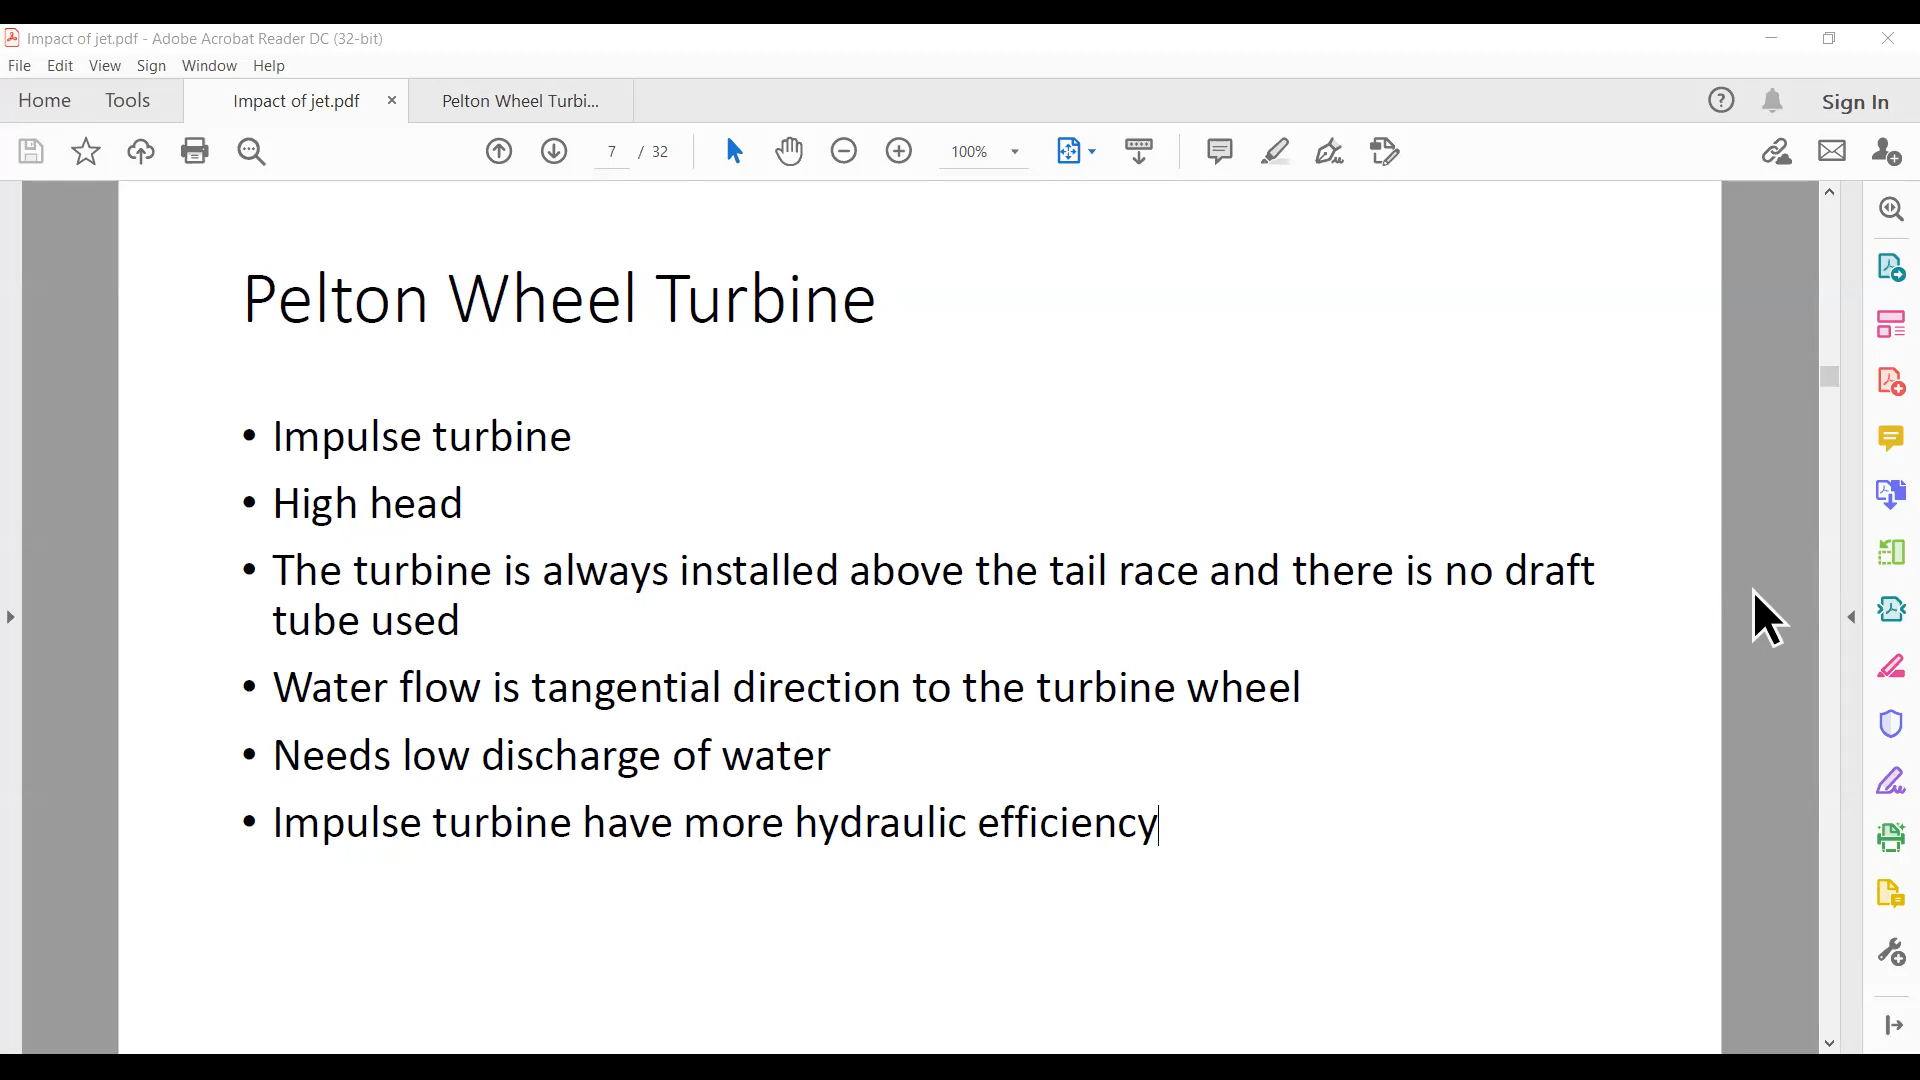 Impact of jet.pdf - Adobe Acrobat Reader DC (32-bit)
File Edit View Sign Window Help
Home Tools Impact of jet.pdf × Pelton Wheel Turbi... Sign In
7 / 32 100%
Pelton Wheel Turbine
• Impulse turbine
• High head
• The turbine is always installed above the tail race and there is no draft
tube used
• Water flow is tangential direction to the turbine wheel
• Needs low discharge of water
• Impulse turbine have more hydraulic efficiency